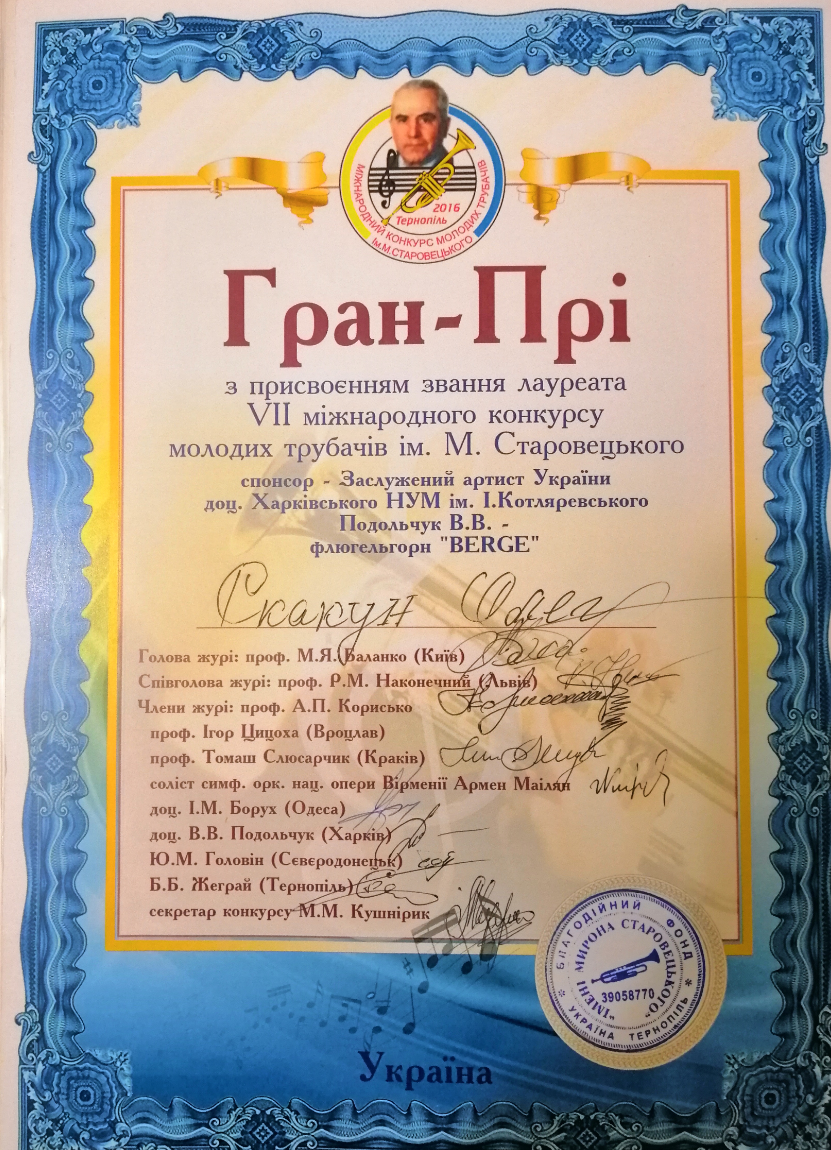 МІЖНАРОДНИЙ КОНКУРС МОЛОДИХ ТРУБАЧІВ
ім.М.СТАРОВЕЦЬКОГО
2016
Тернопіль
Гран-Прі
з присвоєнням звання лауреата
VII міжнародного конкурсу
молодих трубачів ім. М. Старовецького
спонсор - Заслужений артист України
доц. Харківського НУМ ім. І.Котляревського
Подольчук В.В. -
флюгельгорн "BERGE"
Скакун Олег
Голова журі: проф. М.Я.Баланко (Київ)
Співголова журі: проф. Р.М. Наконечний (Львів)
Члени журі: проф. А.П. Корисько
проф. Ігор Цицоха (Вроцлав)
проф. Томаш Слюсарчик (Краків)
соліст симф. орк. нац. опери Вірменії Армен Маілян
доц. І.М. Борух (Одеса)
доц. В.В. Подольчук (Харків)
Ю.М. Головін (Сєвєродонецьк)
Б.Б. Жеграй (Тернопіль)
секретар конкурсу М.М. Кушнірик
БЛАГОДІЙНИЙ ФОНД
"ІМЕНІ МИРОНА СТАРОВЕЦЬКОГО"
39058770
* УКРАЇНА ТЕРНОПІЛЬ *
Україна